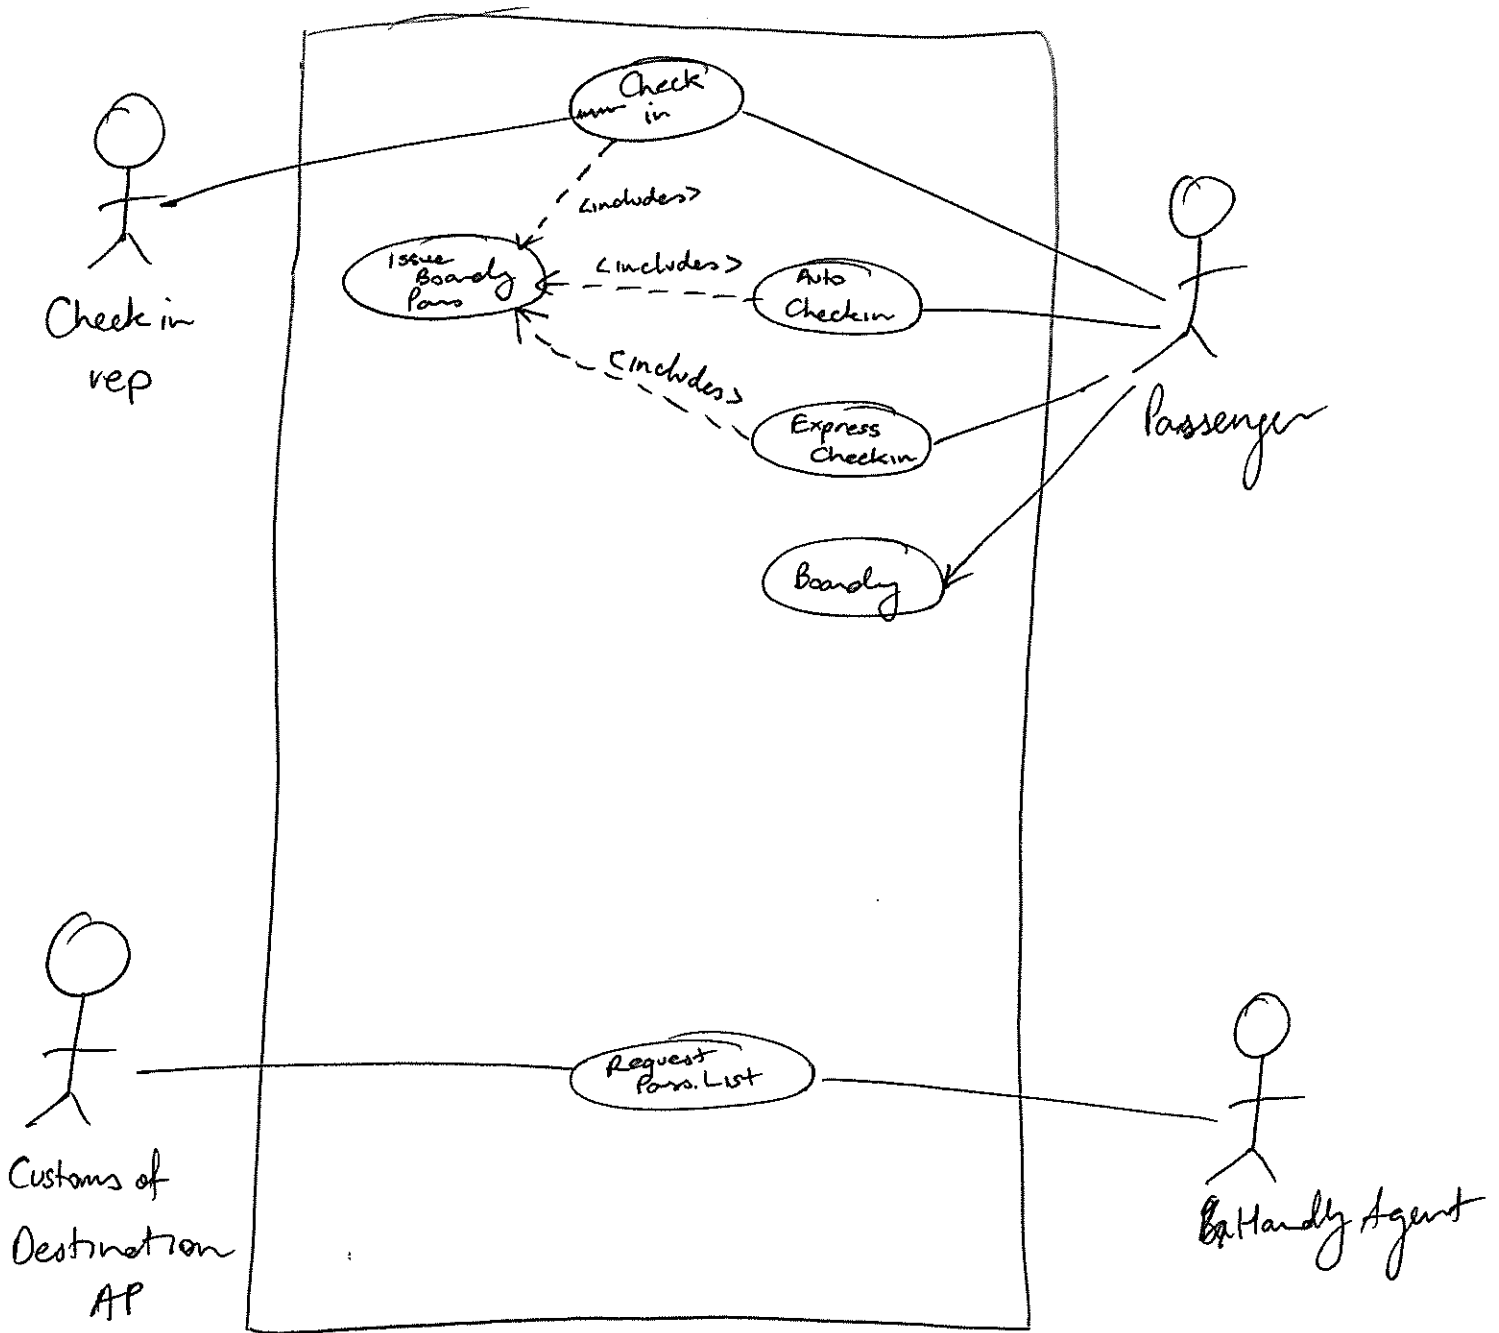 Check
in
<includes>
Issue
Boarding
Pass
<includes>
Auto
Checkin
<includes>
Express
Checkin
Boarding
Check in
rep
Passenger
Request
Pass. List
Customs of
Destination
AP
Handly Agent